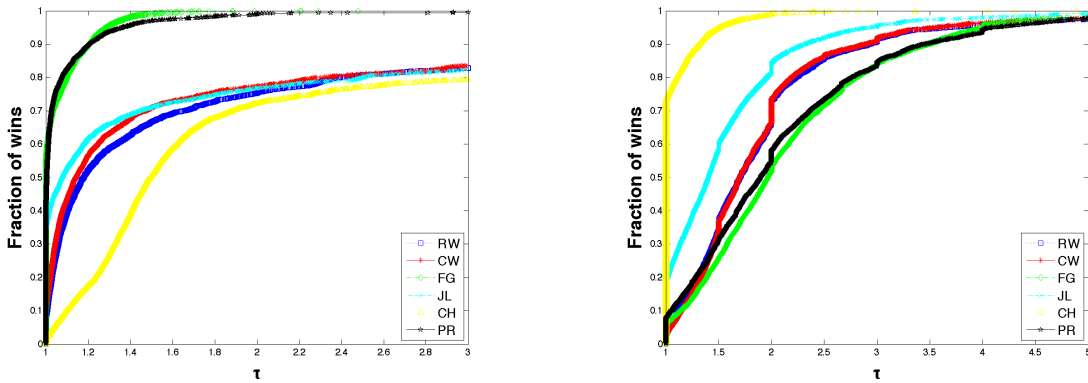 1
0.9
0.8
0.7
0.6
0.5
0.4
0.3
0.2
0.1
0
Fraction of wins
1 1.2 1.4 1.6 1.8 2 2.2 2.4 2.6 2.8 3
τ
RW
CW
FG
JL
CH
PR
1
0.9
0.8
0.7
0.6
0.5
0.4
0.3
0.2
0.1
0
Fraction of wins
1 1.5 2 2.5 3 3.5 4 4.5 5
τ
RW
CW
FG
JL
CH
PR